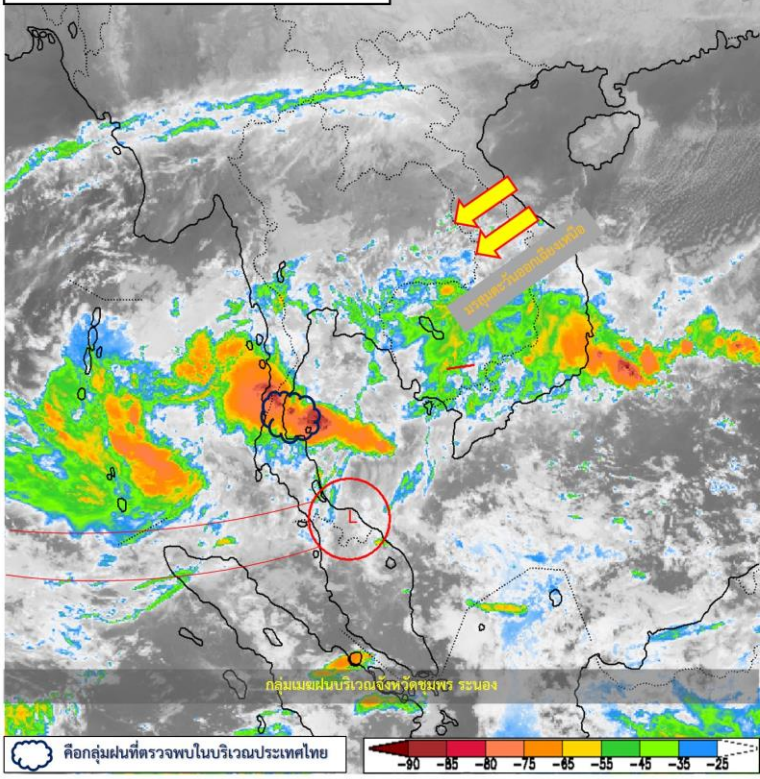 มรสุมตะวันออกเฉียงเหนือ
L
กลุ่มเมฆฝนบริเวณจังหวัดชุมพร ระนอง
คือกลุ่มฝนที่ตรวจพบในบริเวณประเทศไทย
-90 -85 -80 -75 -70 -65 -55 -45 -35 -25